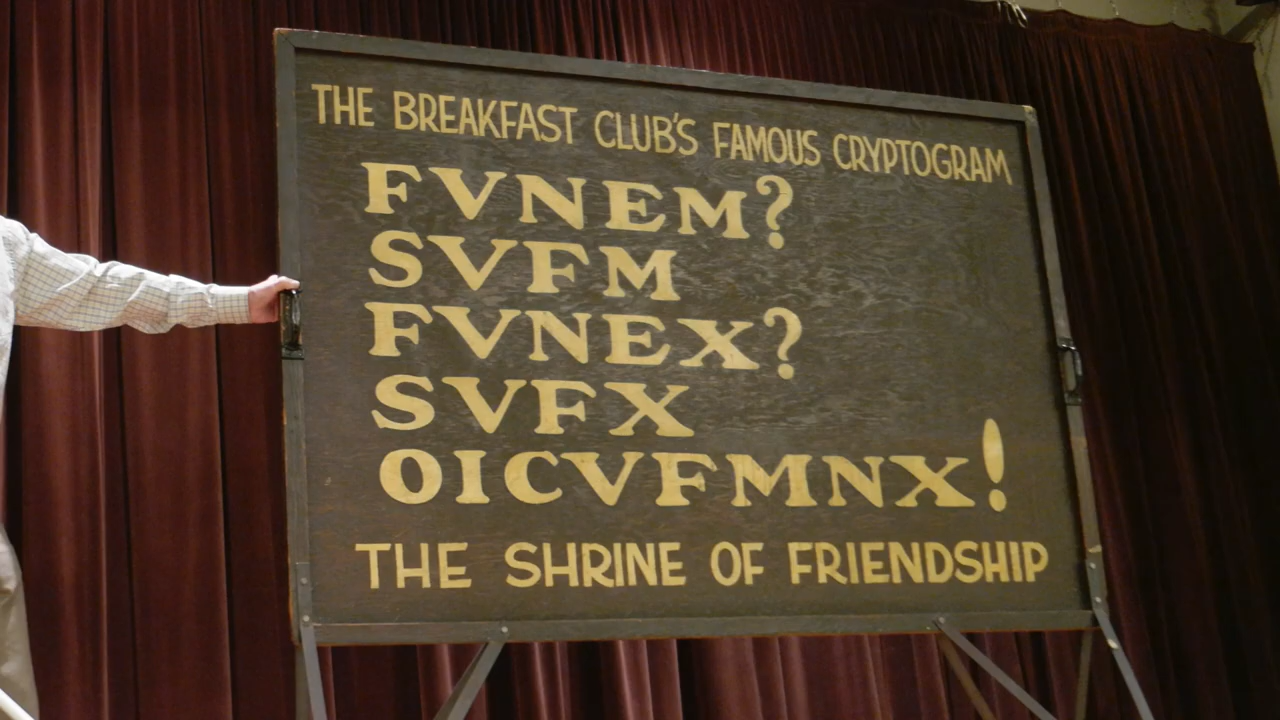 THE BREAKFAST CLUB'S FAMOUS CRYPTOGRAM
FVNEM?
SVFM
FVNEX?
SVFX
OICVFMNX!
THE SHRINE OF FRIENDSHIP